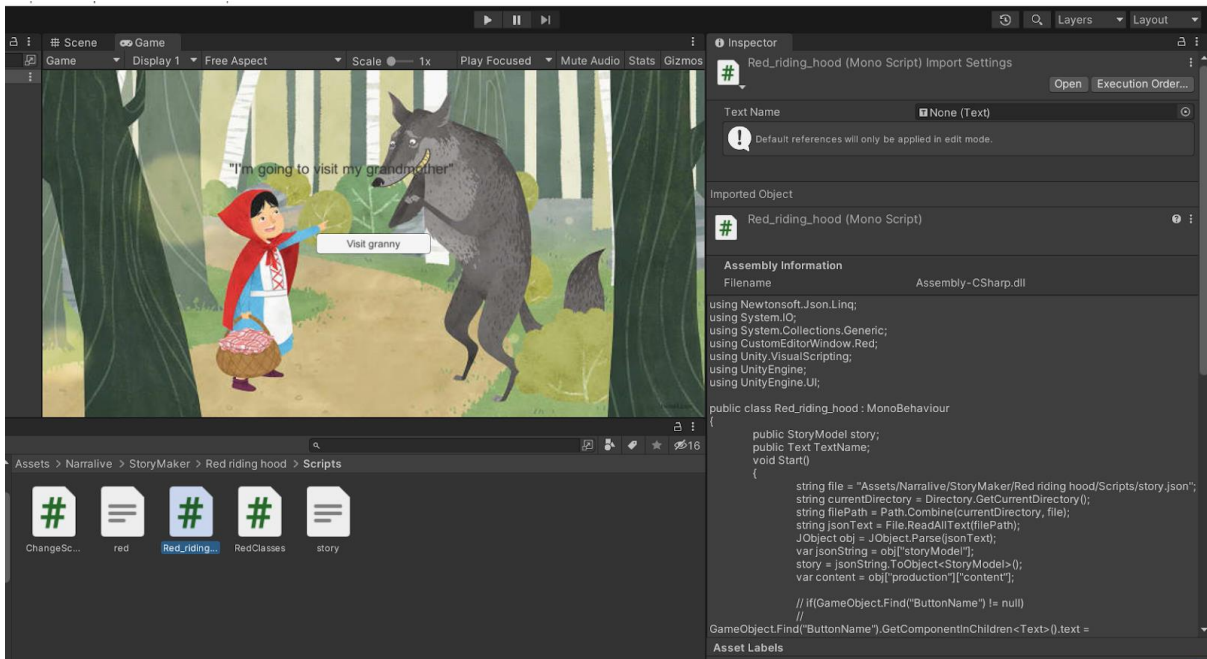 Layers
Layout
Scene
Game
Inspector
Game
Display 1
Free Aspect
Scale
1x
Play Focused
Mute Audio
Stats
Gizmos
"I'm going to visit my grandmother"
Visit granny
16
Assets > Narralive > StoryMaker > Red riding hood > Scripts
ChangeSc...
red
Red_riding...
RedClasses
story
Red_riding_hood (Mono Script) Import Settings
Open
Execution Order...
Text Name
None (Text)
Default references will only be applied in edit mode.
Imported Object
Red_riding_hood (Mono Script)
Assembly Information
Filename
Assembly-CSharp.dll
using Newtonsoft.Json.Linq;
using System.IO;
using System.Collections.Generic;
using CustomEditorWindow.Red;
using Unity.VisualScripting;
using UnityEngine;
using UnityEngine.UI;
public class Red_riding_hood : MonoBehaviour
{
public StoryModel story;
public Text TextName;
void Start()
{
string file = "Assets/Narralive/StoryMaker/Red riding hood/Scripts/story.json";
string currentDirectory = Directory.GetCurrentDirectory();
string filePath = Path.Combine(currentDirectory, file);
string jsonText = File.ReadAllText(filePath);
JObject obj = JObject.Parse(jsonText);
var jsonString = obj["storyModel"];
story = jsonString.ToObject<StoryModel>();
var content = obj["production"]["content"];
// if(GameObject.Find("ButtonName") != null)
//
GameObject.Find("ButtonName").GetComponentInChildren<Text>().text =
Asset Labels